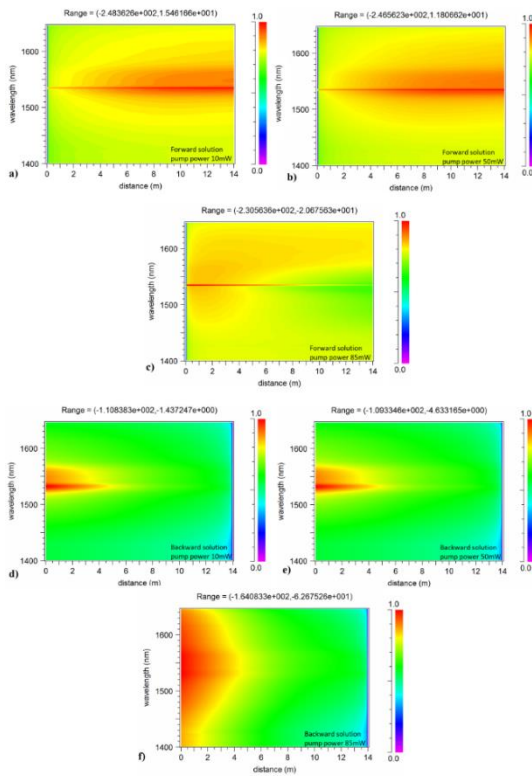 Range = (-2.483626e+002,1.546166e+001)
1.0
wavelength (nm)
1600
1500
1400
Forward solution
pump power 10mW
0.0
0 2 4 6 8 10 12 14
distance (m)
a)
Range = (-2.465623e+002,1.180662e+001)
1.0
wavelength (nm)
1600
1500
1400
Forward solution
pump power 50mW
0.0
0 2 4 6 8 10 12 14
distance (m)
b)
Range = (-2.305636e+002,-2.067563e+001)
1.0
wavelength (nm)
1600
1500
1400
Forward solution
pump power 85mW
0.0
0 2 4 6 8 10 12 14
distance (m)
c)
Range = (-1.108383e+002,-1.437247e+000)
1.0
wavelength (nm)
1600
1500
1400
Backward solution
pump power 10mW
0.0
0 2 4 6 8 10 12 14
distance (m)
d)
Range = (-1.093346e+002,-4.633165e+000)
1.0
wavelength (nm)
1600
1500
1400
Backward solution
pump power 50mW
0.0
0 2 4 6 8 10 12 14
distance (m)
e)
Range = (-1.640833e+002,-6.267526e+001)
1.0
wavelength (nm)
1600
1500
1400
Backward solution
pump power 85mW
0.0
0 2 4 6 8 10 12 14
distance (m)
f)